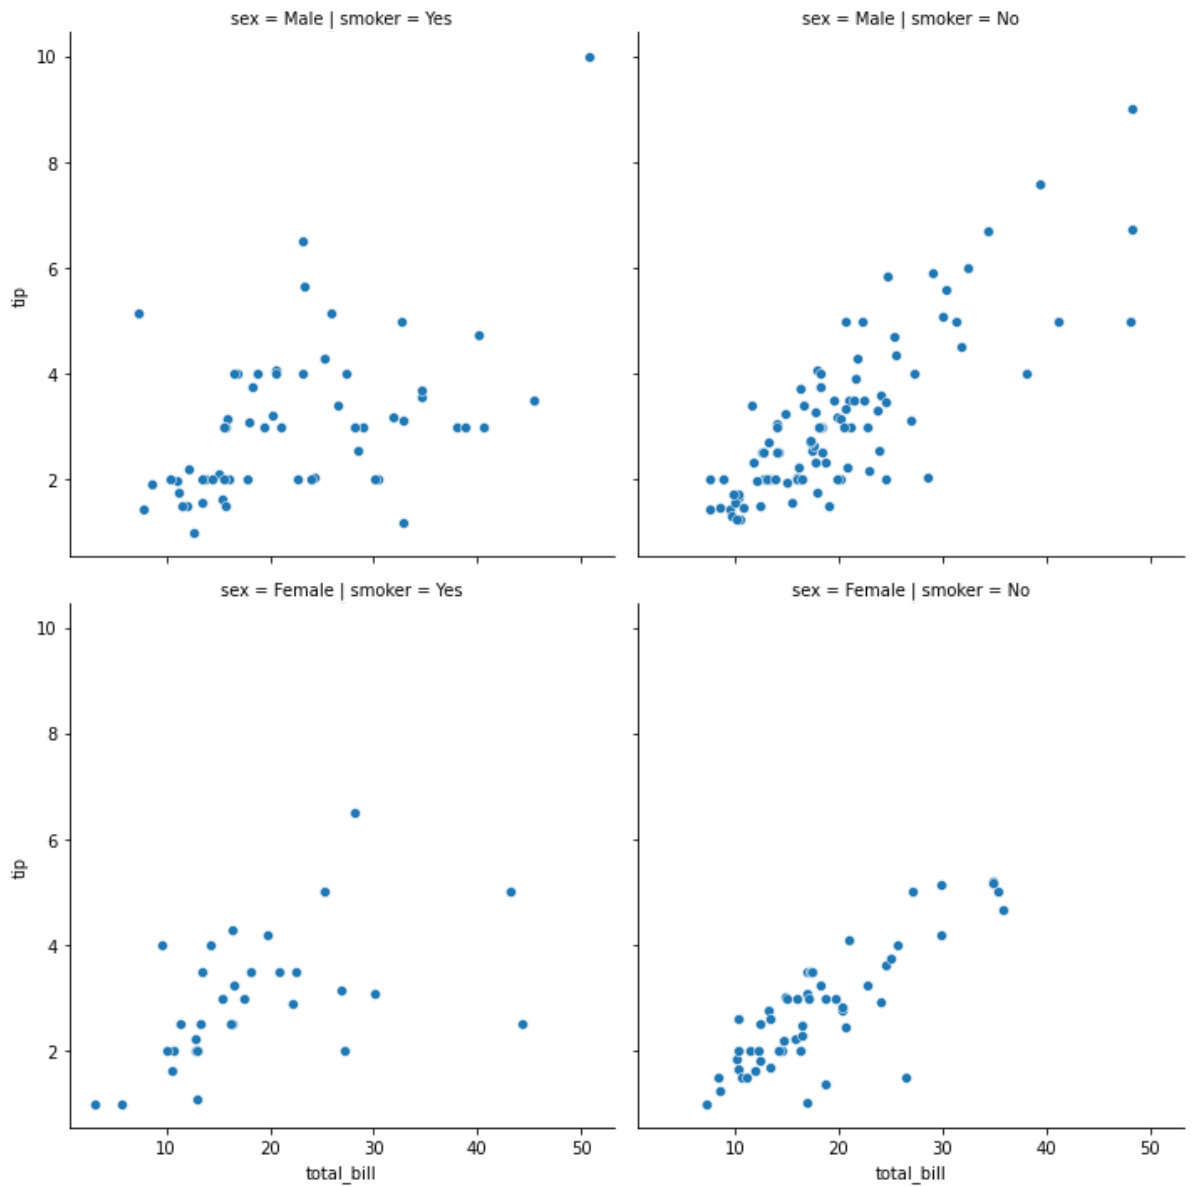 sex = Male | smoker = Yes
sex = Male | smoker = No
10
8
6
4
2
tip
sex = Female | smoker = Yes
sex = Female | smoker = No
10
8
6
4
2
tip
10 20 30 40 50
10 20 30 40 50
total_bill
total_bill